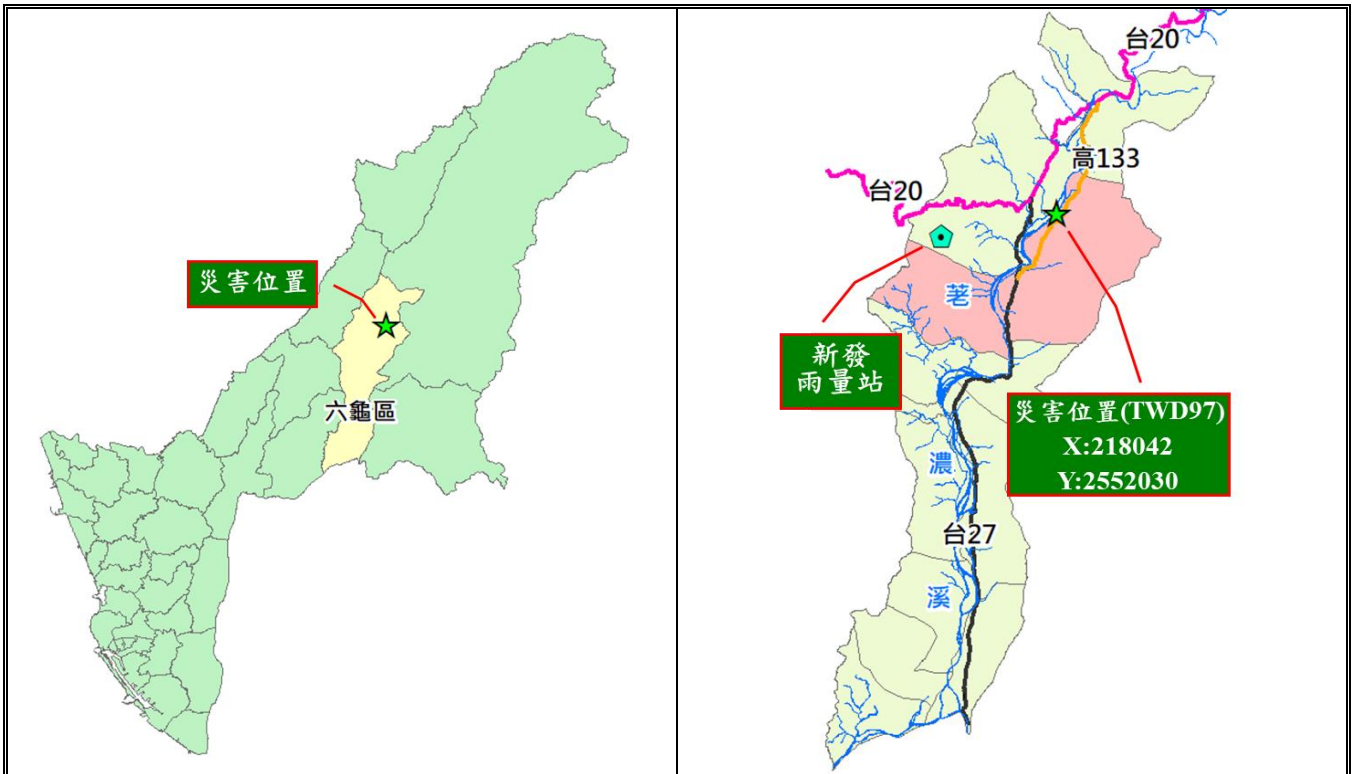 災害位置
六龜區
台20
高133
台20
荖
新發
雨量站
災害位置(TWD97)
X:218042
Y:2552030
濃
台27
溪